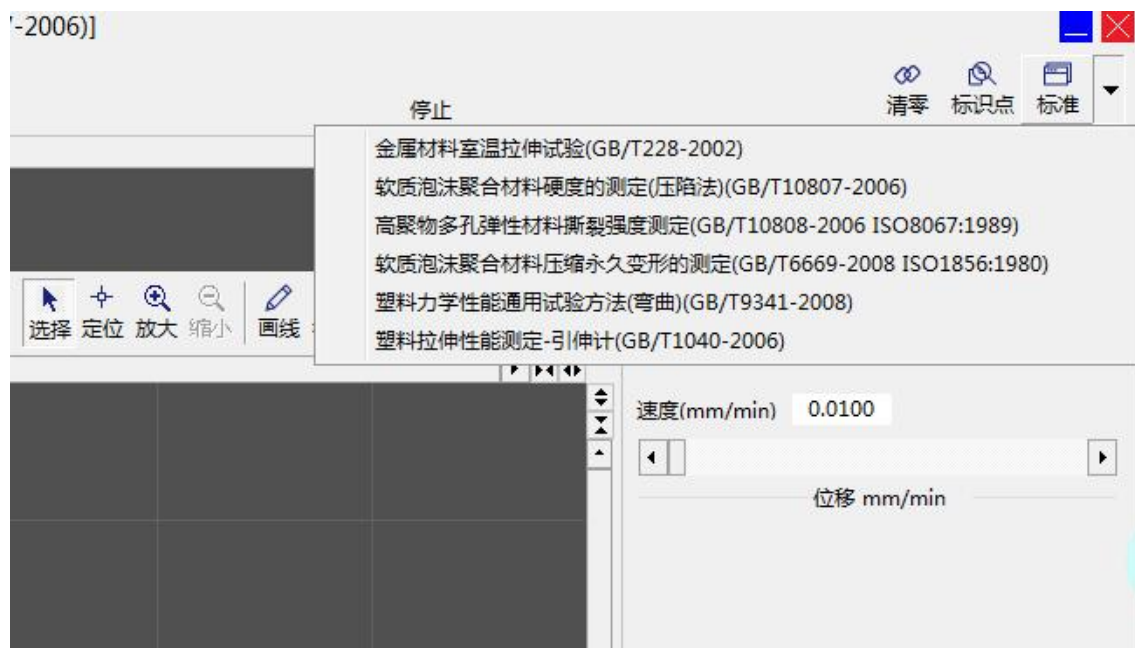 -2006)]
清零 标识点 标准
停止
金属材料室温拉伸试验(GB/T228-2002)
软质泡沫聚合材料硬度的测定(压陷法)(GB/T10807-2006)
高聚物多孔弹性材料撕裂强度测定(GB/T10808-2006 ISO8067:1989)
软质泡沫聚合材料压缩永久变形的测定(GB/T6669-2008 ISO1856:1980)
塑料力学性能通用试验方法(弯曲)(GB/T9341-2008)
塑料拉伸性能测定-引伸计(GB/T1040-2006)
选择 定位 放大 缩小 画线
速度(mm/min) 0.0100
位移 mm/min